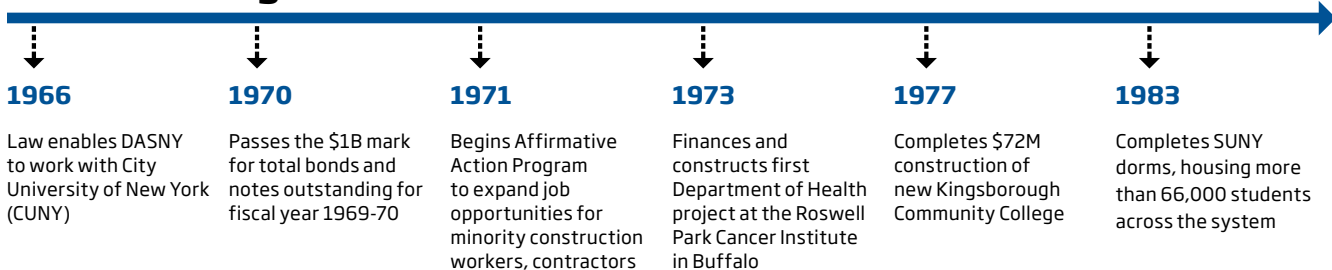 1966
Law enables DASNY
to work with City
University of New York
(CUNY)
1970
Passes the $1B mark
for total bonds and
notes outstanding for
fiscal year 1969-70
1971
Begins Affirmative
Action Program
to expand job
opportunities for
minority construction
workers, contractors
1973
Finances and
constructs first
Department of Health
project at the Roswell
Park Cancer Institute
in Buffalo
1977
Completes $72M
construction of
new Kingsborough
Community College
1983
Completes SUNY
dorms, housing more
than 66,000 students
across the system